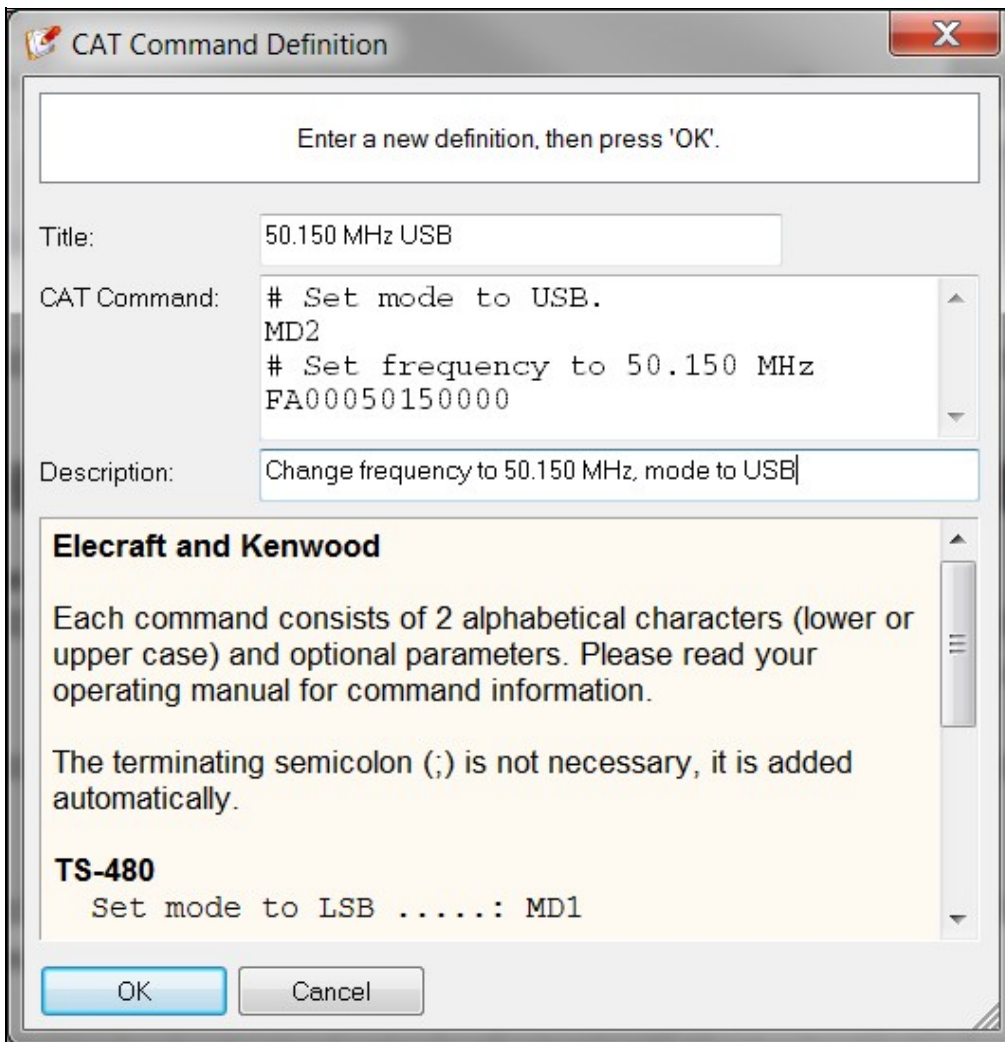 CAT Command Definition
Enter a new definition, then press 'OK'.
Title:
50.150 MHz USB
CAT Command:
# Set mode to USB.
MD2
# Set frequency to 50.150 MHz
FA00050150000
Description:
Change frequency to 50.150 MHz, mode to USB
Elecraft and Kenwood
Each command consists of 2 alphabetical characters (lower or
upper case) and optional parameters. Please read your
operating manual for command information.
The terminating semicolon (;) is not necessary, it is added
automatically.
TS-480
Set mode to LSB .....: MD1
OK
Cancel